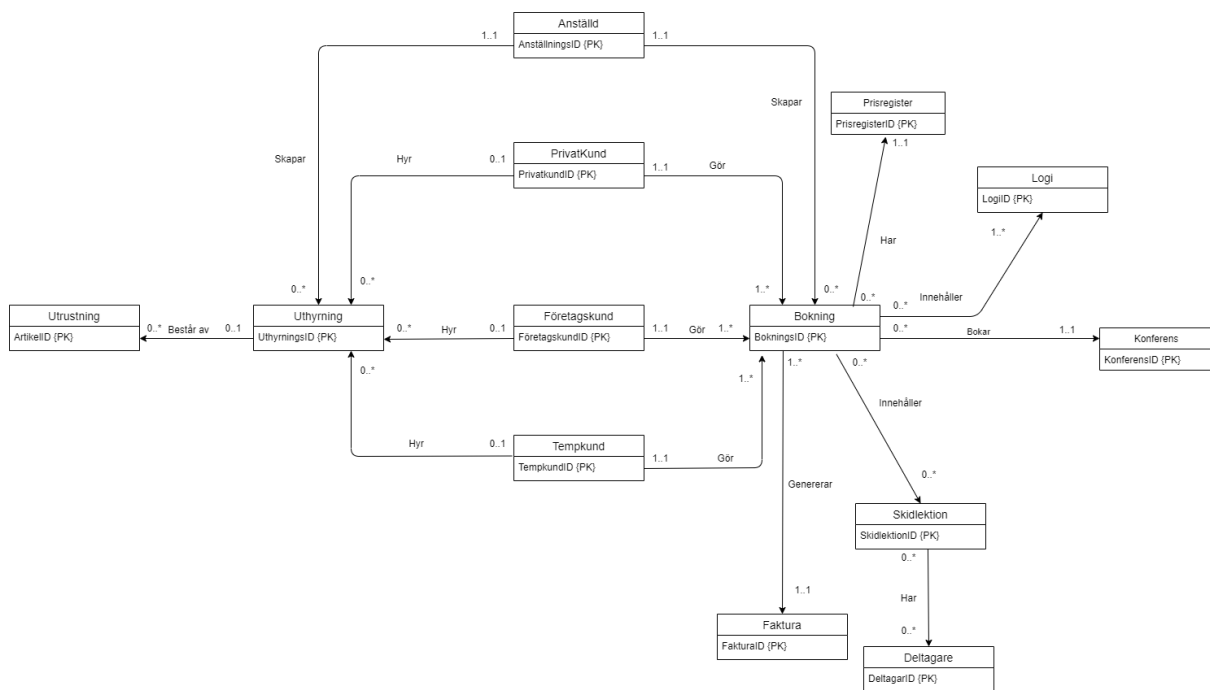 Anställd
1..1
1..1
AnställningsID {PK}
Skapar
Skapar
Prisregister
PrisregisterID {PK}
1..1
PrivatKund
PrivatkundID {PK}
Hyr
0..1
1..1
Gör
Logi
LogiID {PK}
1..*
Har
0..*
0..*
1..*
0..*
0..*
0..*
Innehåller
Utrustning
ArtikelID {PK}
0..*
Består av
0..1
Uthyrning
UthyrningsID {PK}
0..*
Hyr
0..1
Företagskund
FöretagskundID {PK}
1..1
Gör
1..*
Bokning
BokningsID {PK}
0..*
Bokar
1..1
Konferens
KonferensID {PK}
0..*
1..*
1..*
0..*
Innehåller
Hyr
0..1
Tempkund
TempkundID {PK}
1..1
Gör
Genererar
0..*
Skidlektion
SkidlektionID {PK}
0..*
Har
0..*
1..1
Faktura
FakturaID {PK}
Deltagare
DeltagarID {PK}